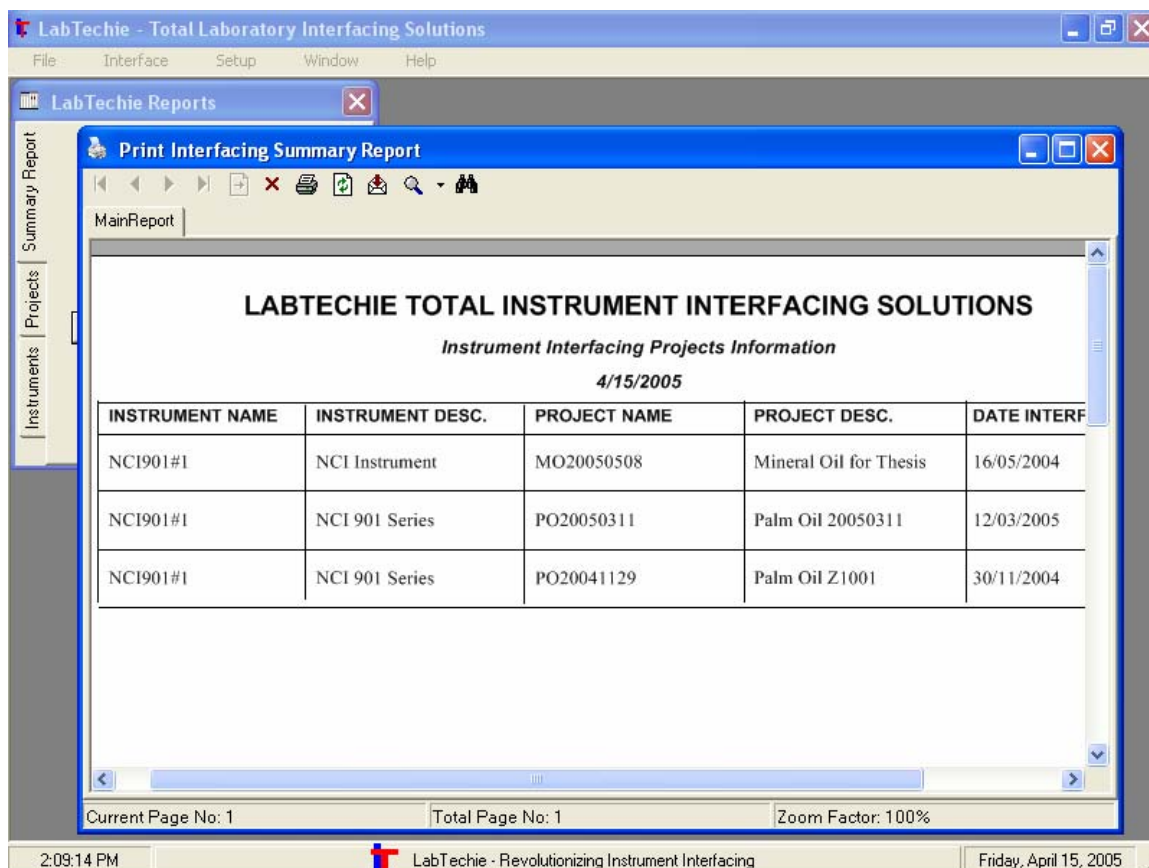 LabTechie - Total Laboratory Interfacing Solutions
File Interface Setup Window Help
LabTechie Reports
Summary Report
Projects
Instruments
Print Interfacing Summary Report
MainReport
LABTECHIE TOTAL INSTRUMENT INTERFACING SOLUTIONS
Instrument Interfacing Projects Information
4/15/2005
INSTRUMENT NAME INSTRUMENT DESC. PROJECT NAME PROJECT DESC. DATE INTERF
NCI901#1 NCI Instrument MO20050508 Mineral Oil for Thesis 16/05/2004
NCI901#1 NCI 901 Series PO20050311 Palm Oil 20050311 12/03/2005
NCI901#1 NCI 901 Series PO20041129 Palm Oil Z1001 30/11/2004
Current Page No: 1 Total Page No: 1 Zoom Factor: 100%
2:09:14 PM LabTechie - Revolutionizing Instrument Interfacing Friday, April 15, 2005